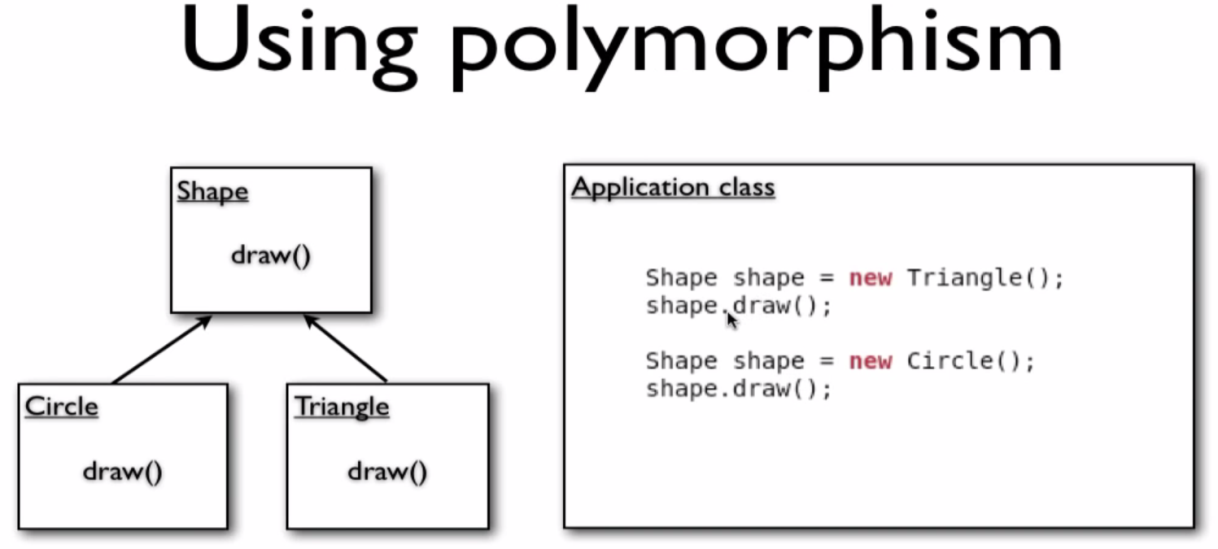 Using polymorphism
Shape
draw()
Circle
draw()
Triangle
draw()
Application class
Shape shape = new Triangle();
shape.draw();
Shape shape = new Circle();
shape.draw();